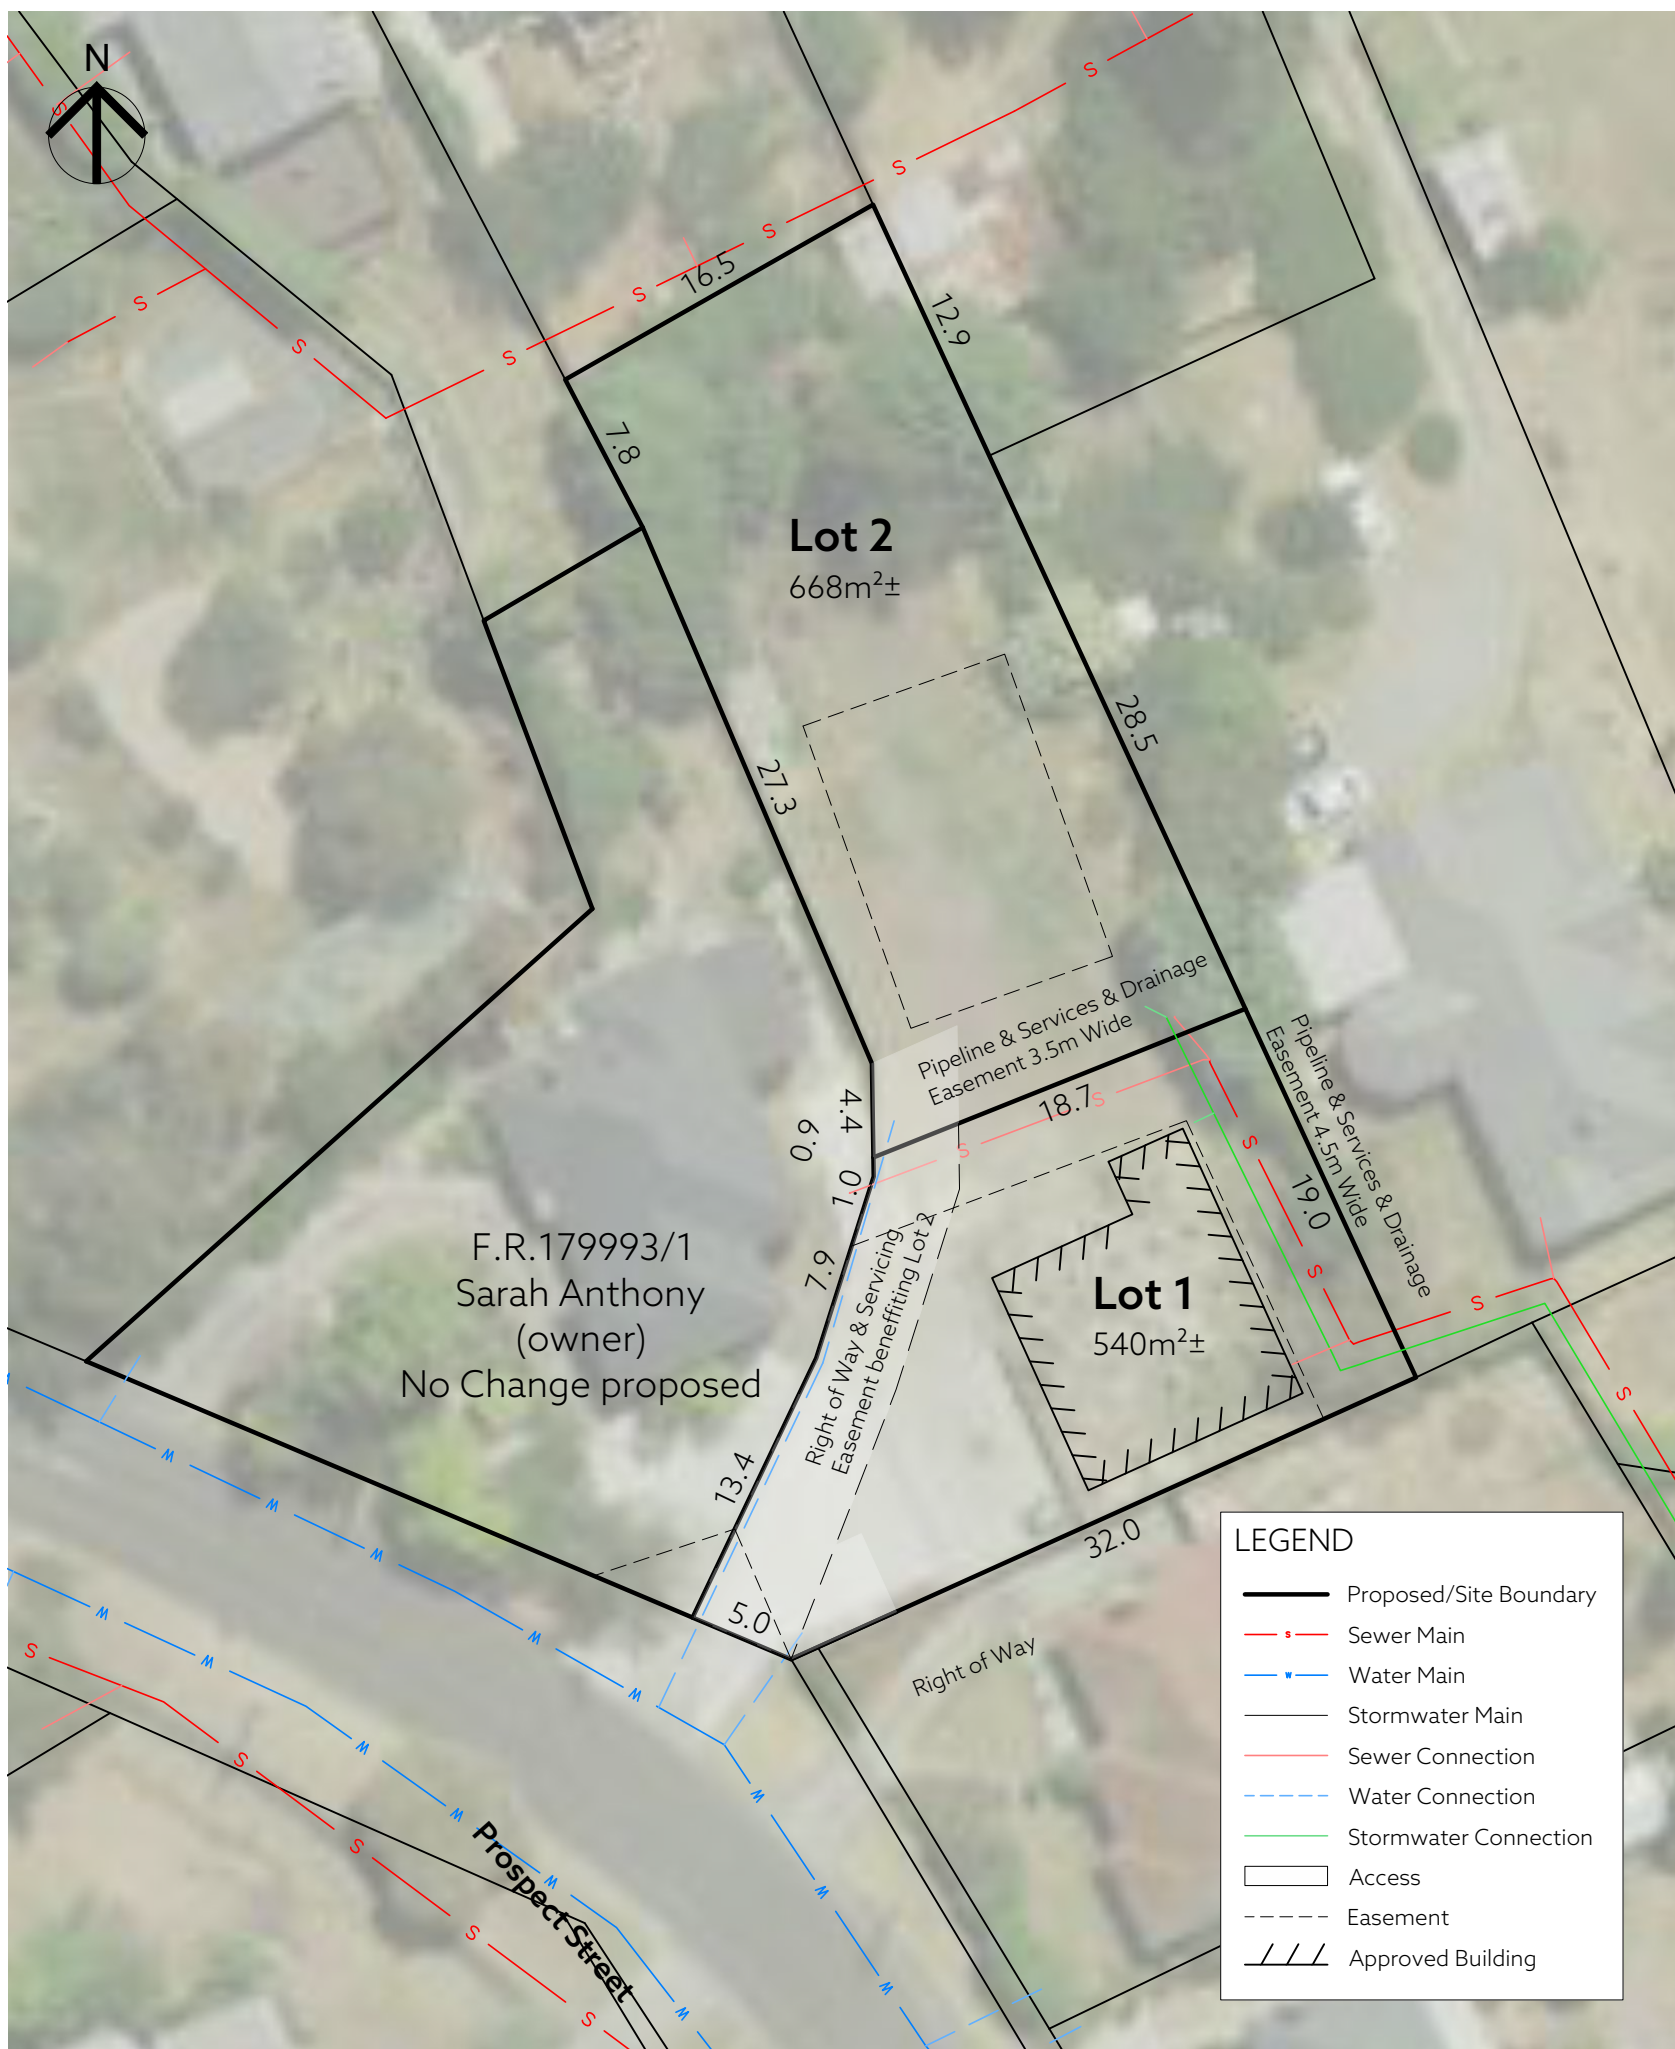 N
S
S
S
S
S
S
S
S
S
16.5
12.9
7.8
Lot 2
668m²±
28.5
27.3
Pipeline & Services & Drainage
Easement 3.5m Wide
Pipeline & Services & Drainage
Easement 4.5m Wide
18.7
S
S
S
4.4
0.9
1.0
19.0
7.9
F.R.179993/1
Sarah Anthony
(owner)
No Change proposed
Right of Way & Servicing
Easement beneffiting Lot 2
Lot 1
540m²±
S
S
S
13.4
32.0
5.0
Right of Way
W
W
W
W
W
W
W
W
W
W
W
W
W
W
S
S
S
S
S
Prospect Street
LEGEND
Proposed/Site Boundary
S Sewer Main
W Water Main
Stormwater Main
Sewer Connection
Water Connection
Stormwater Connection
Access
Easement
Approved Building